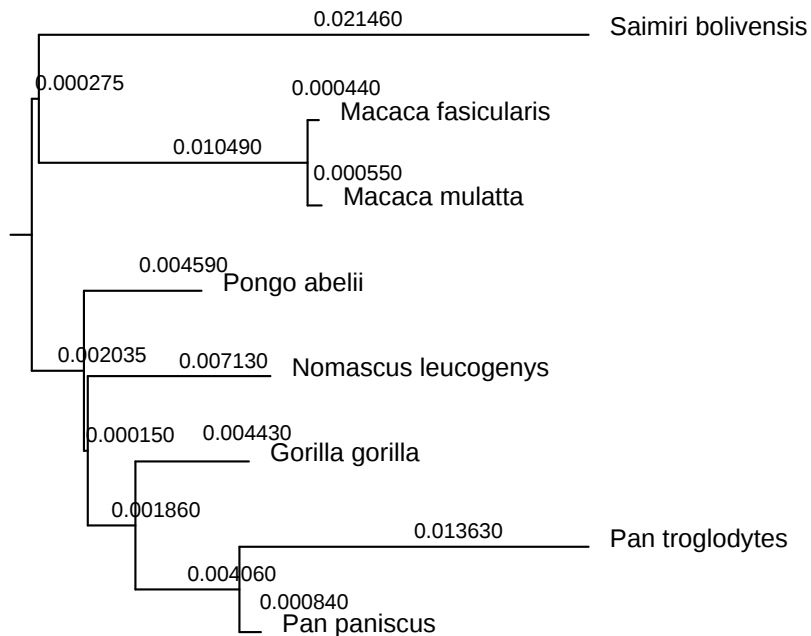 0.021460
Saimiri bolivensis
0.000275
0.000440
Macaca fasicularis
0.010490
0.000550
Macaca mulatta
0.004590
Pongo abelii
0.002035
0.007130
Nomascus leucogenys
0.000150
0.004430
Gorilla gorilla
0.001860
0.013630
Pan troglodytes
0.004060
0.000840
Pan paniscus